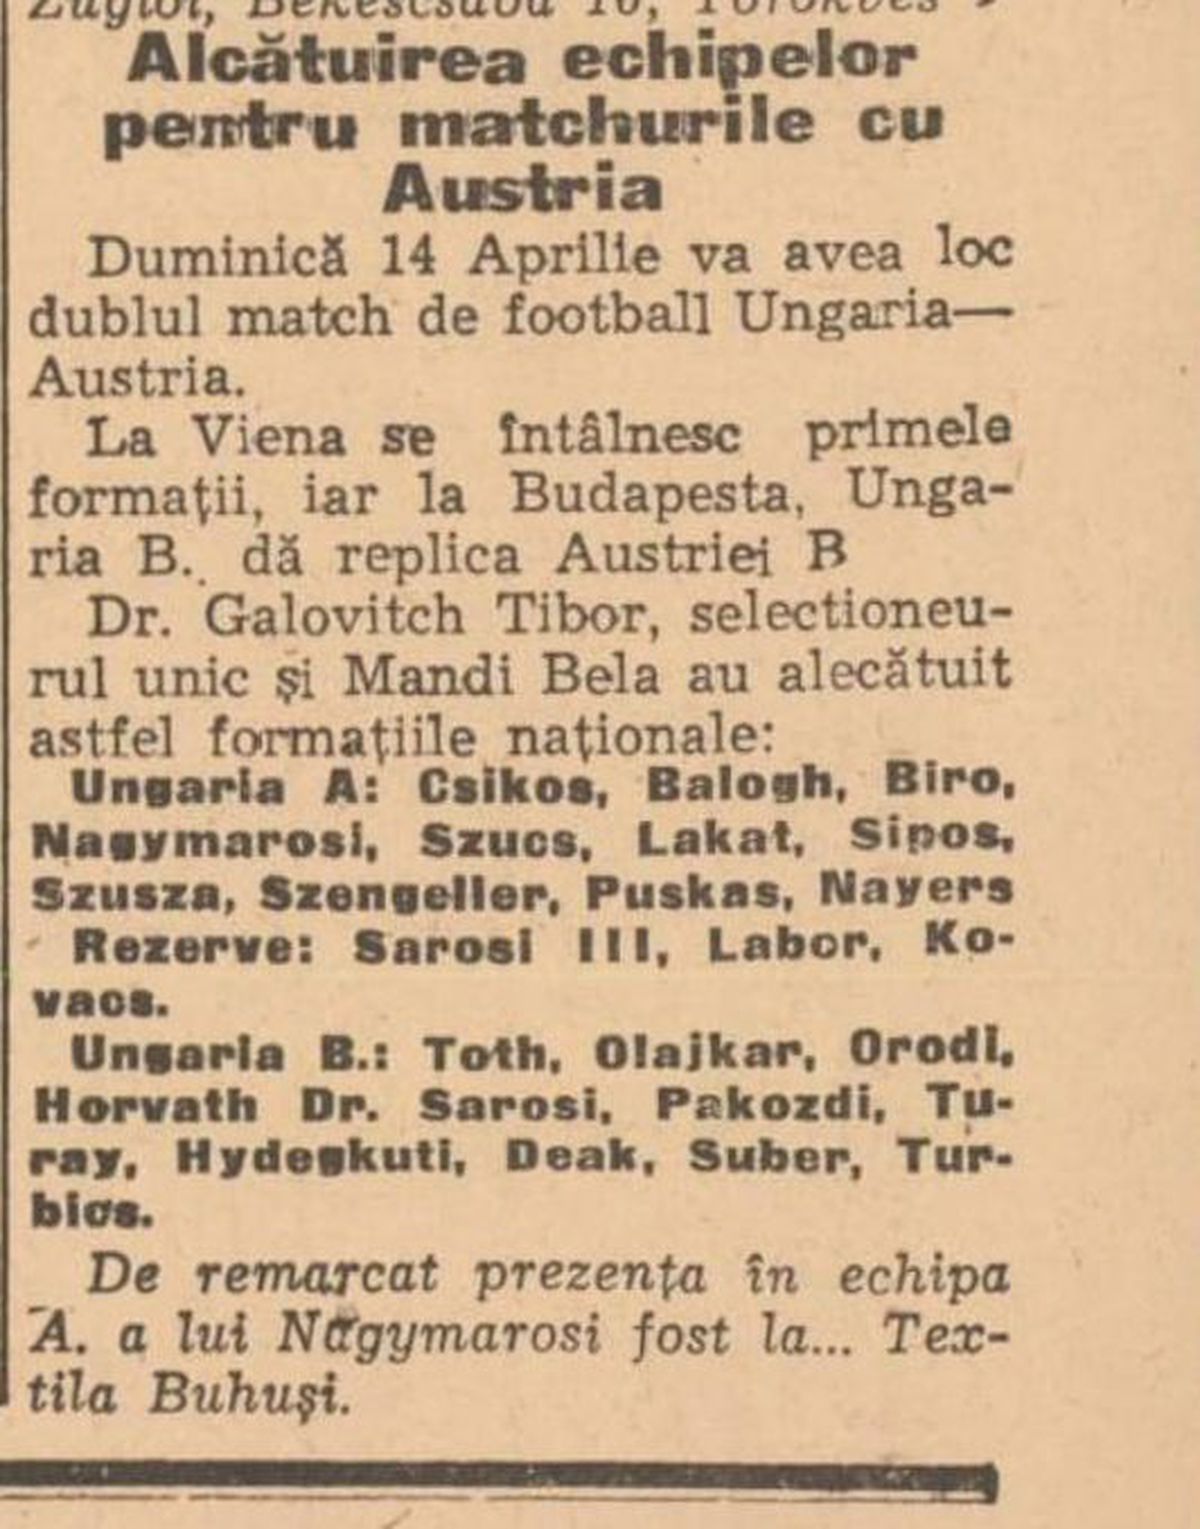 Zuglói, Békéscsaba 10, Törökves
Alcătuirea echipelor
pentru matchurile cu
Austria
Duminică 14 Aprilie va avea loc
dublul match de football Ungaria—
Austria.
La Viena se întâlnesc primele
formații, iar la Budapesta, Unga-
ria B. dă replica Austriei B
Dr. Galovitch Tibor, selectioneu-
rul unic și Mandi Bela au alecătuit
astfel formațiile naționale:
Ungaria A: Csikos, Balogh, Biro,
Nagymarosi, Szucs, Lakat, Sipos,
Szusza, Szengeller, Puskas, Nayers
Rezerve: Sarosi III, Labor, Ko-
vacs.
Ungaria B.: Toth, Olajkar, Orodi,
Horvath Dr. Sarosi, Pakozdi, Tu-
ray, Hydegkuti, Deak, Suber, Tur-
bics.
De remarcat prezența în echipa
A. a lui Nagymarosi fost la... Tex-
tila Buhuși.